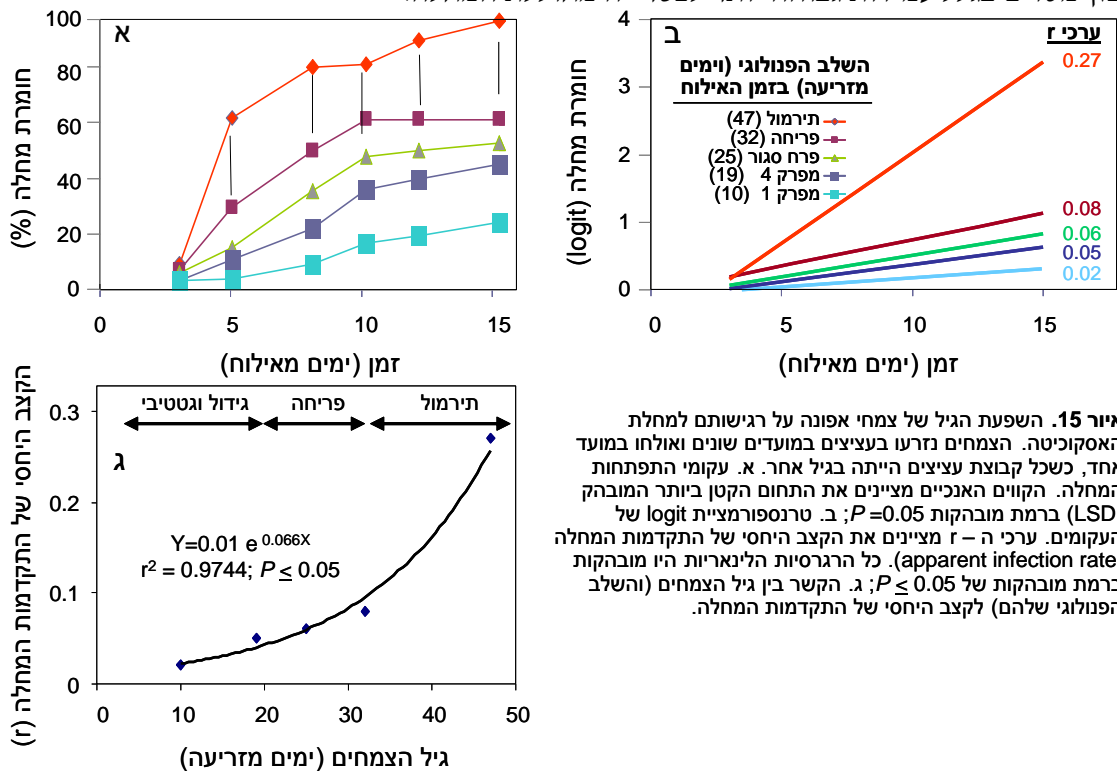 א
חומרת מחלה (%)
100
80
60
40
20
0
0
5
10
15
זמן (ימים מאילוח)
ב
חומרת מחלה (logit)
4
3
2
1
0
השלב הפנולוגי (וימים
מזריעה) בזמן האילוח
תירמול (47)
פריחה (32)
פרח סגור (25)
מפרק 4 (19)
מפרק 1 (10)
ערכי r
0.27
0.08
0.06
0.05
0.02
0
5
10
15
זמן (ימים מאילוח)
הקצב היחסי של התקדמות המחלה (r)
0.3
0.2
0.1
0
גידול וגטטיבי
פריחה
תירמול
ג
Y=0.01 e 0.066X
r2 = 0.9744; P ≤ 0.05
0
10
20
30
40
50
גיל הצמחים (ימים מזריעה)
איור 15. השפעת הגיל של צמחי אפונה על רגישותם למחלת
האסקוכיטה. הצמחים נזרעו בעציצים במועדים שונים ואולחו במועד
אחד, כשכל קבוצת עציצים הייתה בגיל אחר. א. עקומי התפתחות
המחלה. הקווים האנכיים מציינים את התחום הקטן ביותר המובהק
(LSD) ברמת מובהקות P=0.05; ב. טרנספורמציית logit של
העקומים. ערכי ה – r מציינים את הקצב היחסי של התקדמות המחלה
(apparent infection rate). כל הרגרסיות הלינאריות היו מובהקות
ברמת מובהקות של P ≤ 0.05; ג. הקשר בין גיל הצמחים (והשלב
הפנולוגי שלהם) לקצב היחסי של התקדמות המחלה.